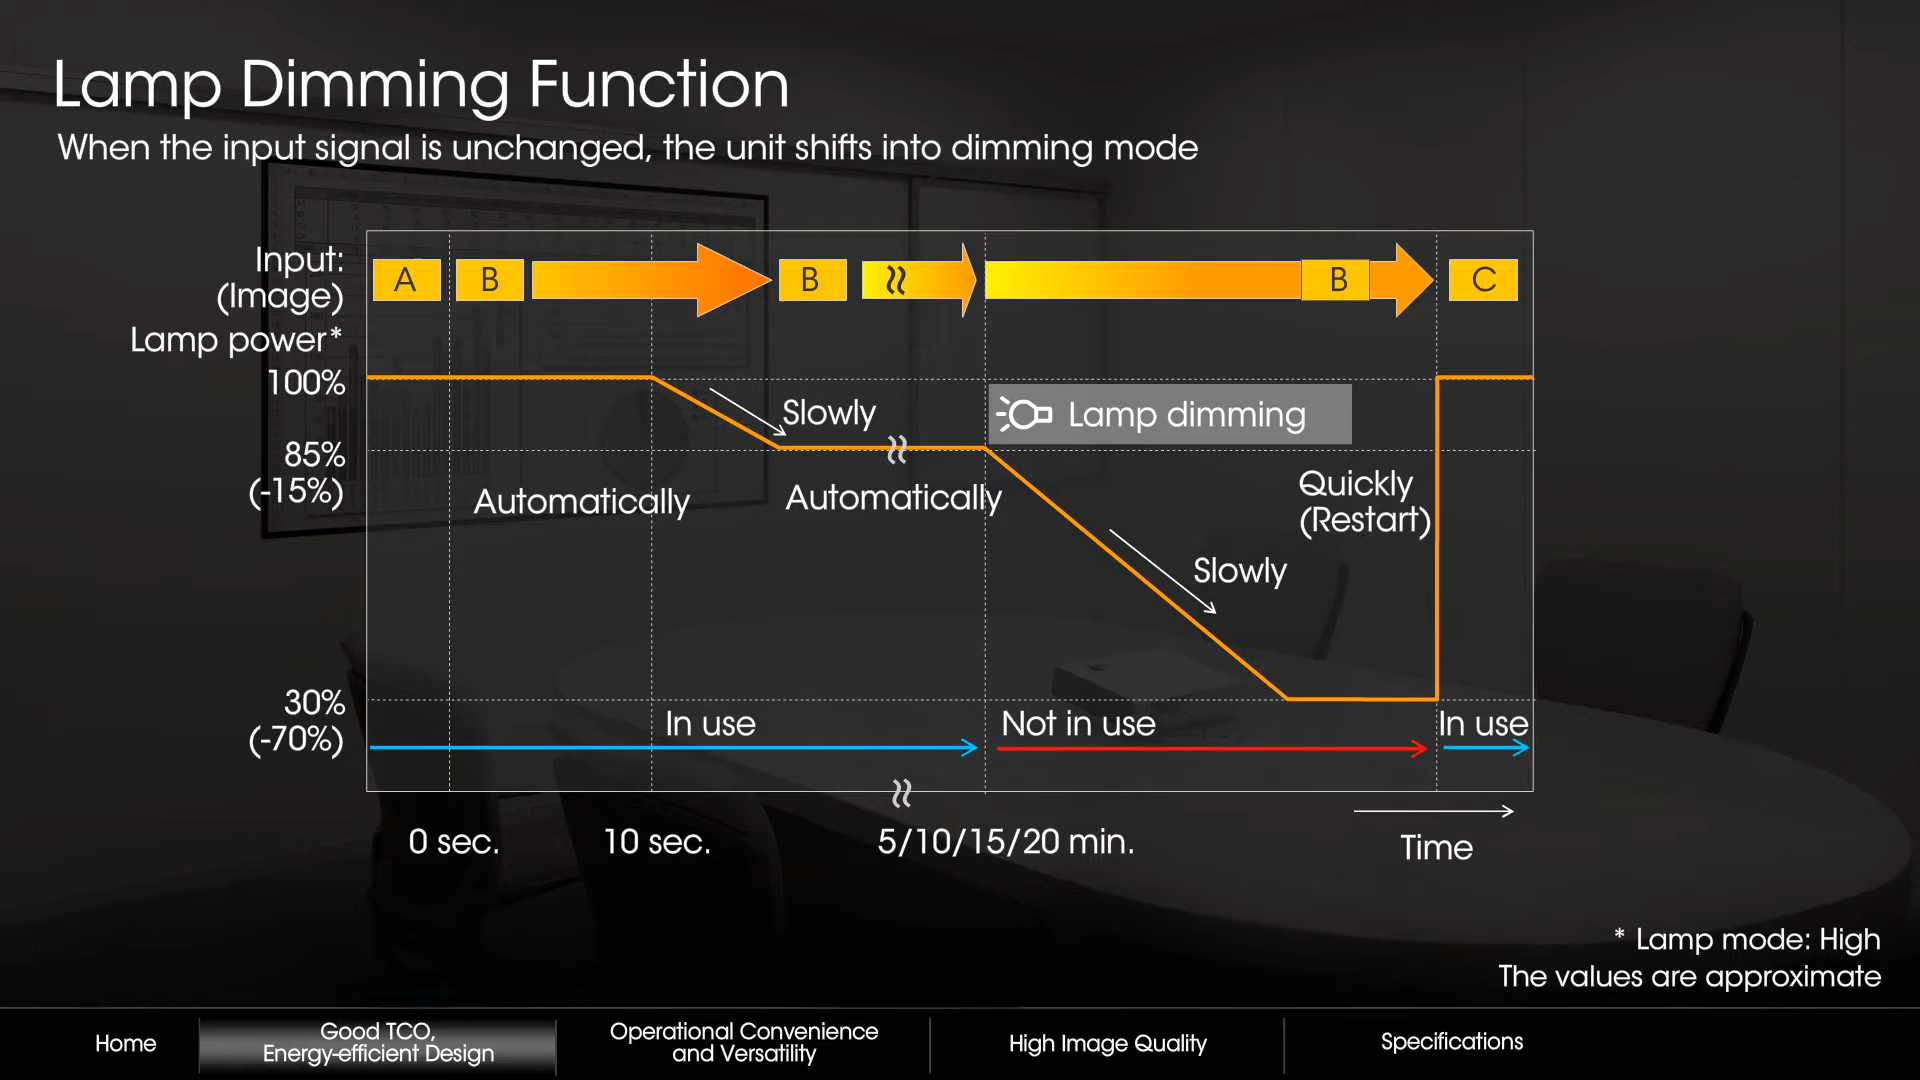 Lamp Dimming Function
When the input signal is unchanged, the unit shifts into dimming mode
Input:
(Image)
A
B
B
B
C
Lamp power*
100%
Slowly
Lamp dimming
85%
(-15%)
Automatically
Automatically
Quickly
(Restart)
Slowly
30%
(-70%)
In use
Not in use
In use
0 sec.
10 sec.
5/10/15/20 min.
Time
* Lamp mode: High
The values are approximate
Home
Good TCO,
Energy-efficient Design
Operational Convenience
and Versatility
High Image Quality
Specifications